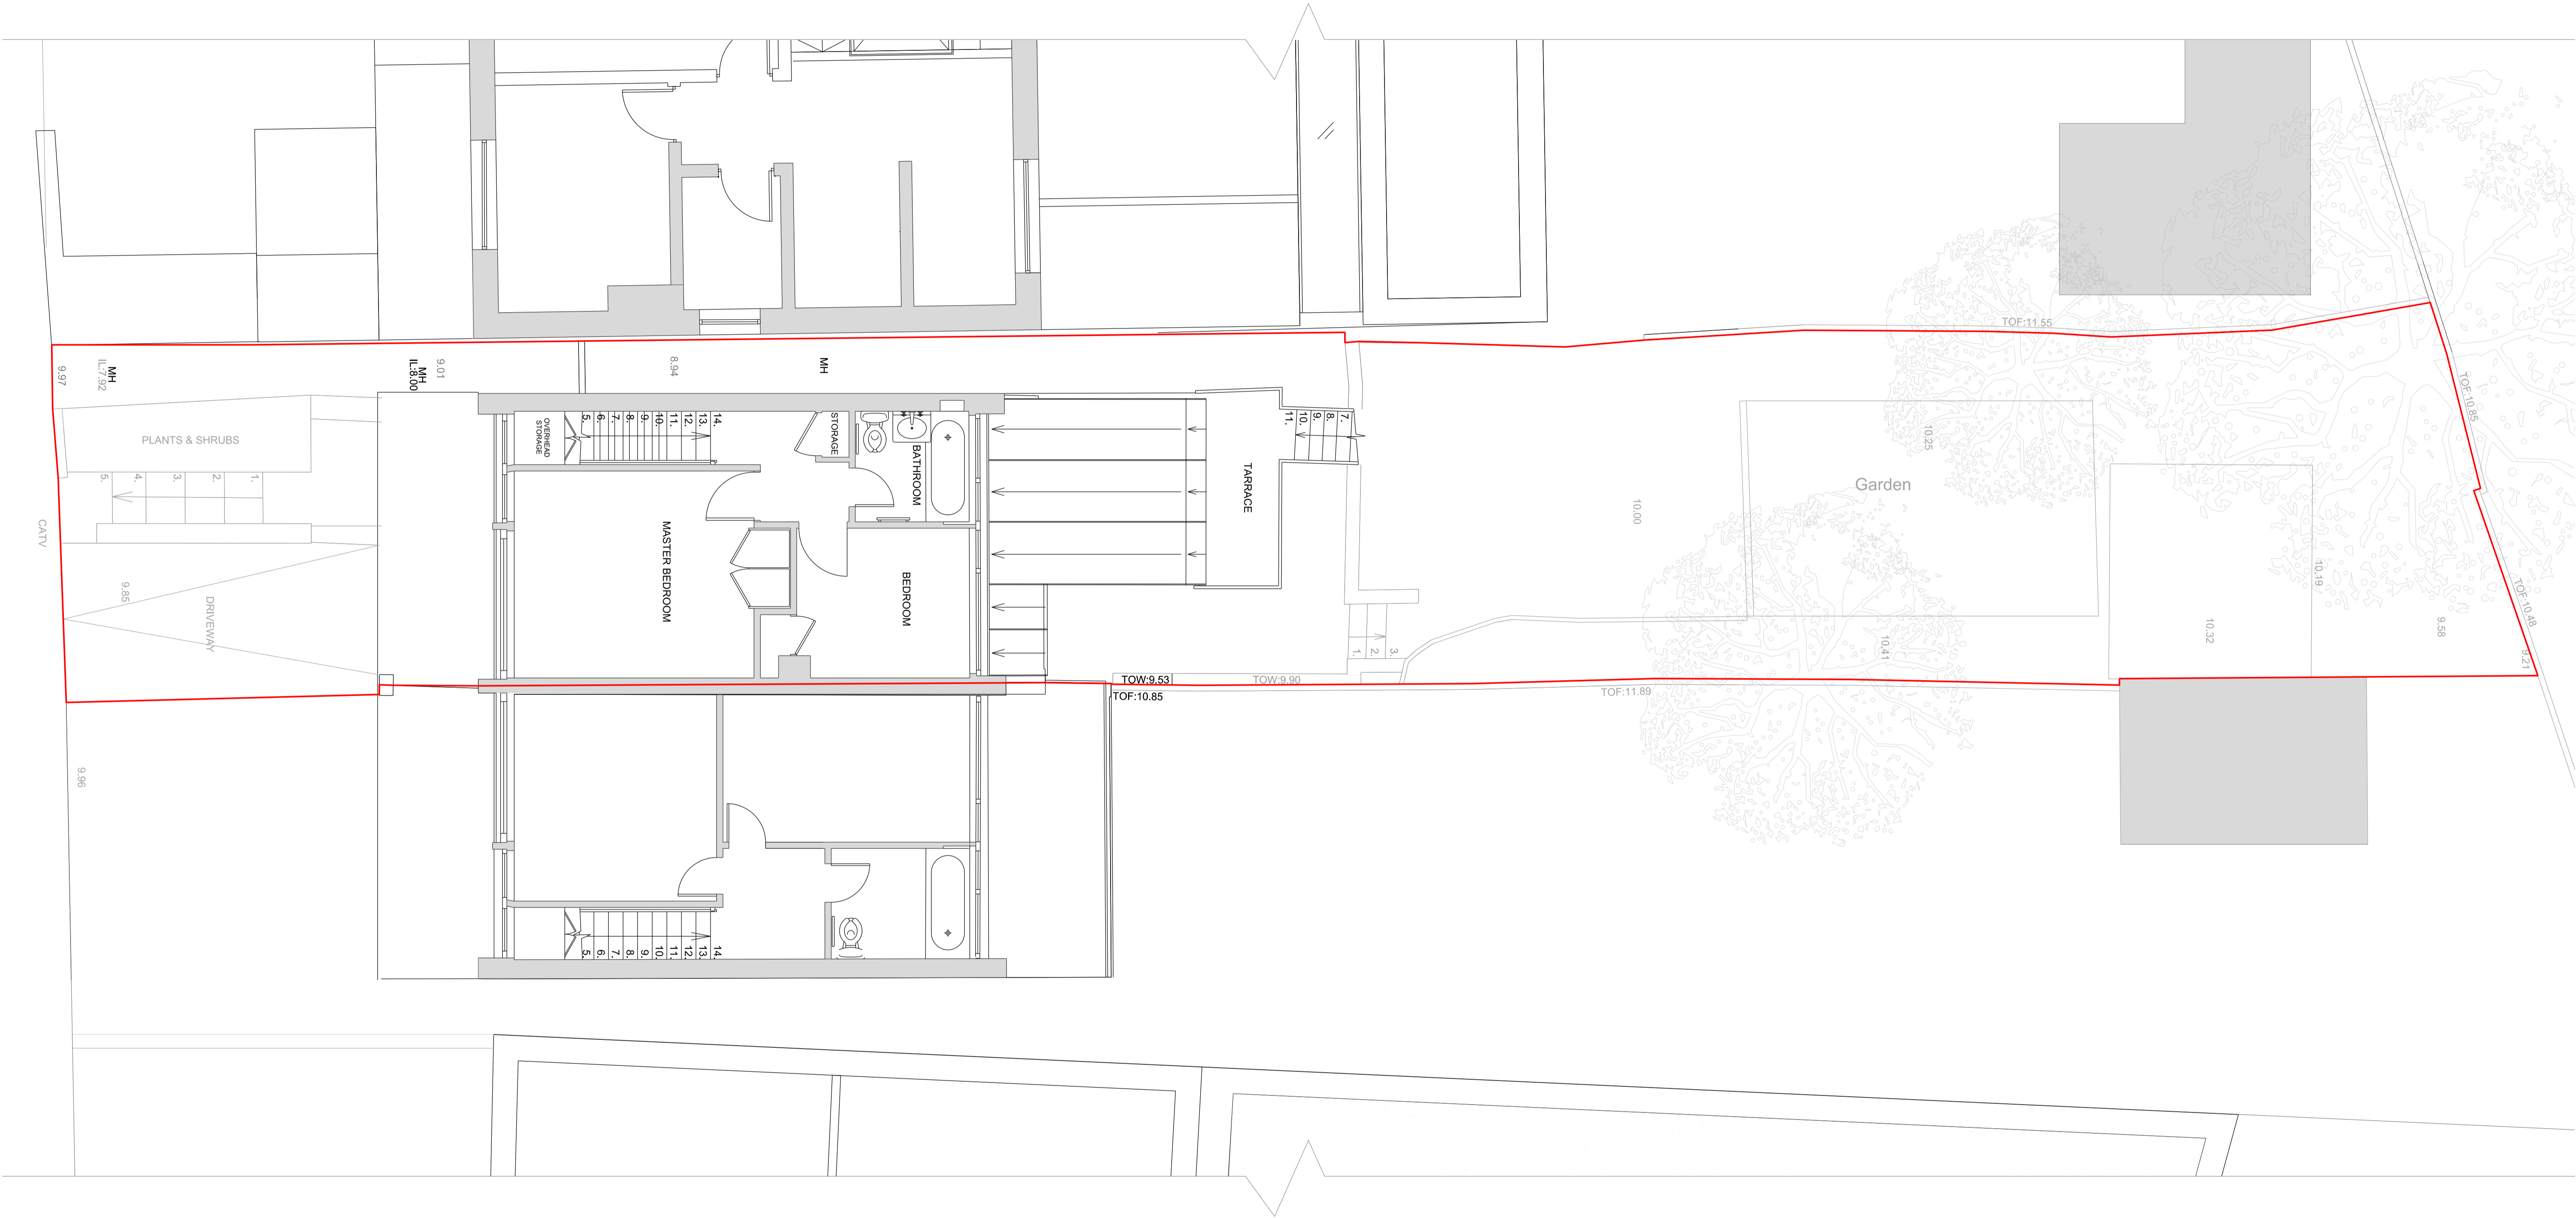 TOF:11.55
9.97
MH
IL:7.92
MH
IL:8.00
9.01
8.94
MH
TOF:10.85
PLANTS & SHRUBS
5.
4.
3.
2.
1.
CATV
9.85
DRIVEWAY
OVERHEAD
STORAGE
5.
6.
7.
8.
9.
10.
11.
12.
13.
14.
STORAGE
BATHROOM
MASTER BEDROOM
BEDROOM
TARRACE
11.
10.
9.
8.
7.
10.00
10.25
Garden
1.
2.
3.
10.41
10.32
10.19
9.58
TOF:10.48
9.21
TOW:9.53
TOW:9.90
TOF:10.85
TOF:11.89
9.96
5.
6.
7.
8.
9.
10.
11.
12.
13.
14.